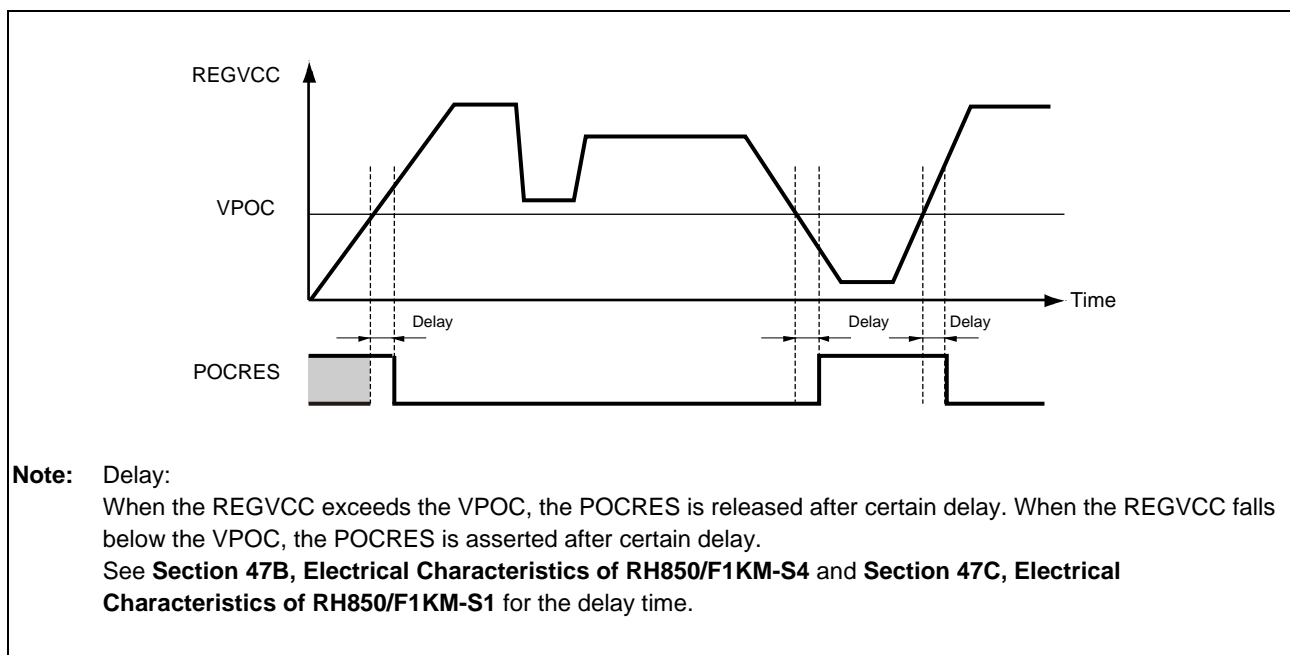 REGVCC
VPOC
Time
Delay
Delay
Delay
POCRES
Note: Delay:
When the REGVCC exceeds the VPOC, the POCRES is released after certain delay. When the REGVCC falls
below the VPOC, the POCRES is asserted after certain delay.
See Section 47B, Electrical Characteristics of RH850/F1KM-S4 and Section 47C, Electrical
Characteristics of RH850/F1KM-S1 for the delay time.